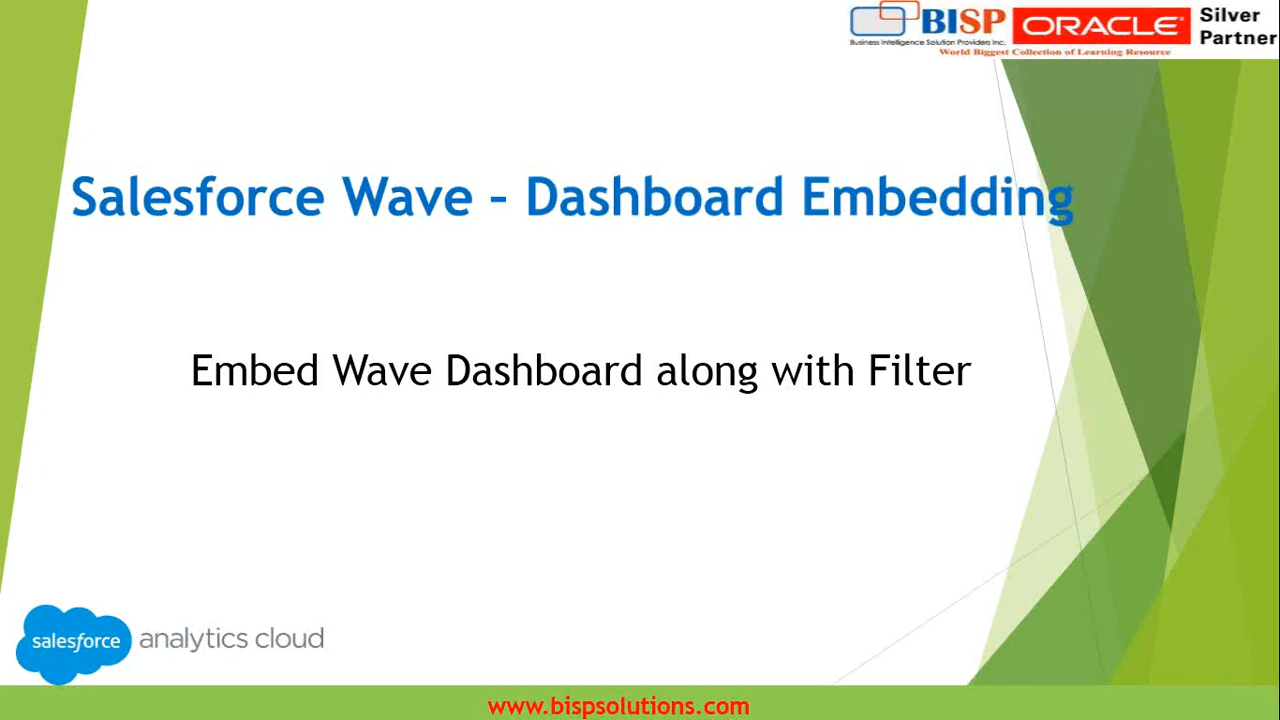 BISP
Business Intelligence Solution Providers Inc.
ORACLE®
Silver
Partner
World Biggest Collection of Learning Resource
Salesforce Wave – Dashboard Embedding
Embed Wave Dashboard along with Filter
salesforce
analytics cloud
www.bispsolutions.com